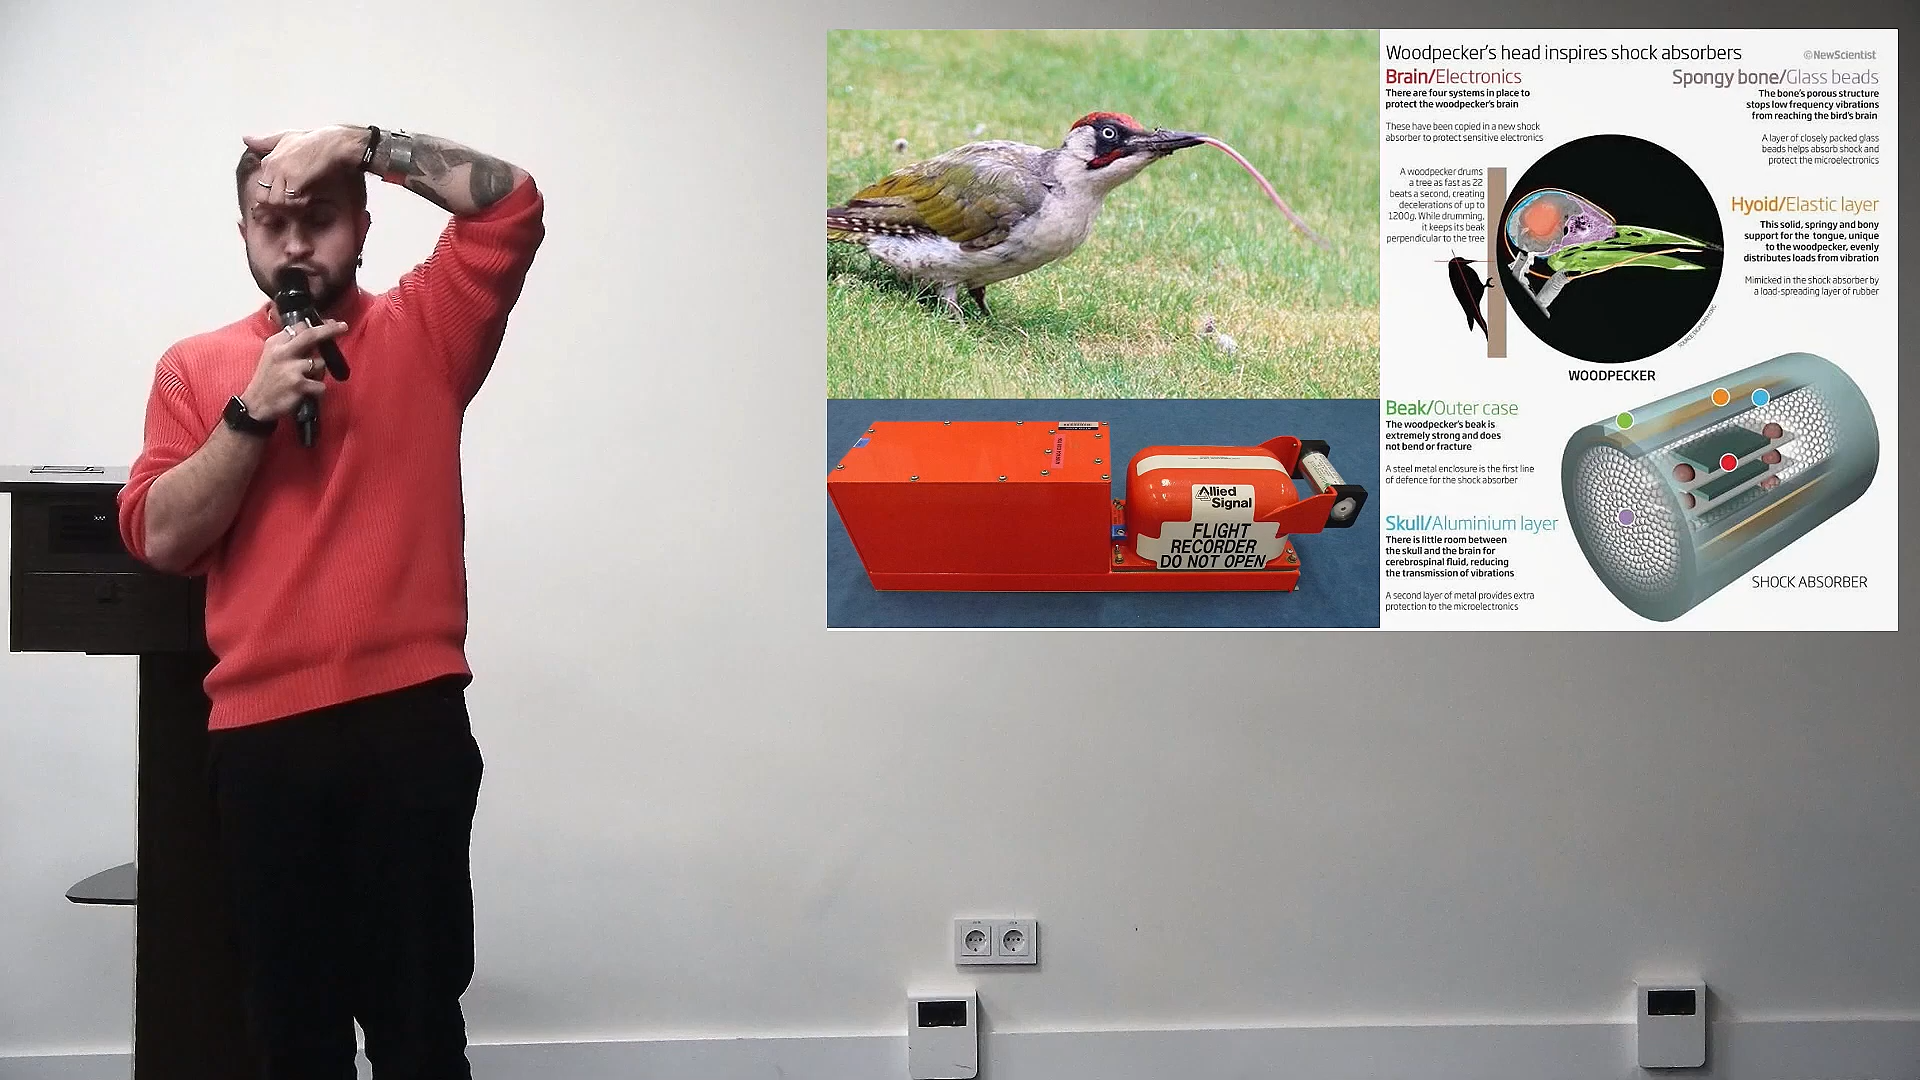 Woodpecker's head inspires shock absorbers
©NewScientist
Brain/Electronics
There are four systems in place to
protect the woodpecker's brain
These have been copied in a new shock
absorber to protect sensitive electronics
Spongy bone/Glass beads
The bone's porous structure
stops low frequency vibrations
from reaching the bird's brain
A layer of closely packed glass
beads helps absorb shock and
protect the microelectronics
A woodpecker drums
a tree as fast as 22
beats a second, creating
decelerations of up to
1200g. While drumming,
it keeps its beak
perpendicular to the tree
Hyoid/Elastic layer
This solid, springy and bony
support for the tongue, unique
to the woodpecker, evenly
distributes loads from vibration
Mimicked in the shock absorber by
a load-spreading layer of rubber
WOODPECKER
Beak/Outer case
The woodpecker's beak is
extremely strong and does
not bend or fracture
A steel metal enclosure is the first line
of defence for the shock absorber
Skull/Aluminium layer
There is little room between
the skull and the brain for
cerebrospinal fluid, reducing
the transmission of vibrations
A second layer of metal provides extra
protection to the microelectronics
SHOCK ABSORBER
Allied
Signal
FLIGHT
RECORDER
DO NOT OPEN